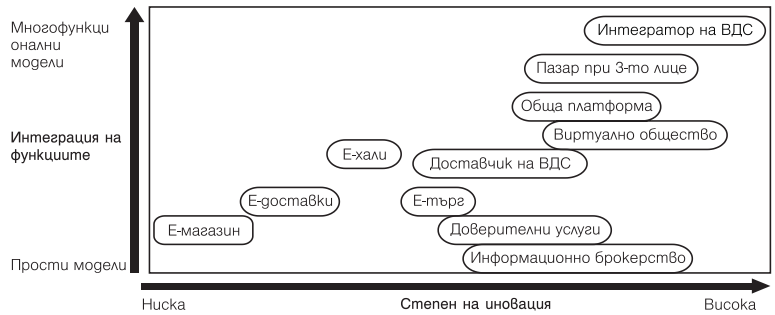 Многофункци
онални
модели
Интегратор на ВДС
Пазар при 3-то лице
Обща платформа
Виртуално общество
Интеграция на
функциите
Е-хали
Доставчик на ВДС
Е-доставки
Е-търг
Е-магазин
Доверителни услуги
Информационно брокерство
Прости модели
Ниска
Степен на иновация
Висока